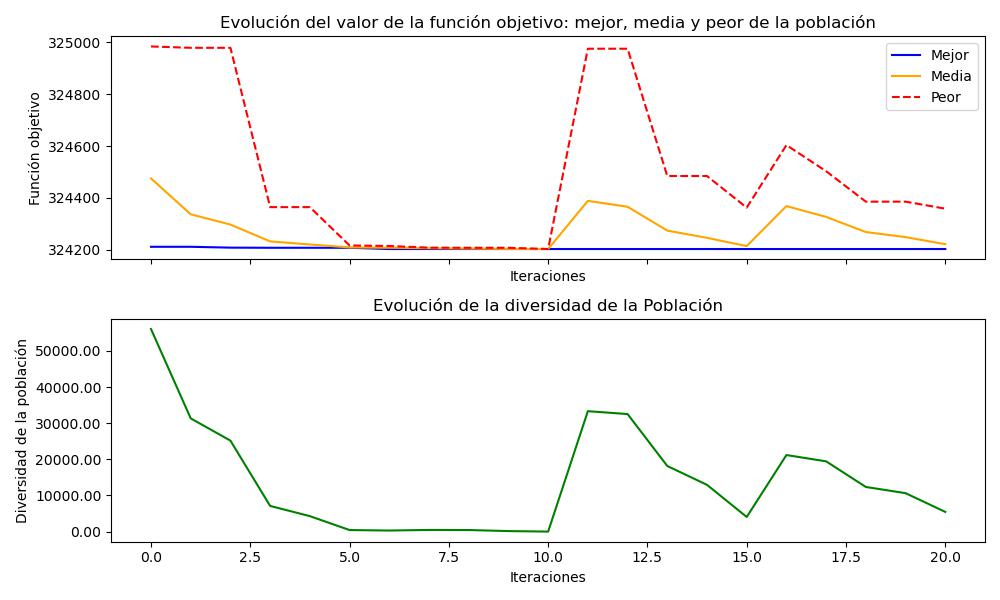 Evolución del valor de la función objetivo: mejor, media y peor de la población
325000
324800
324600
324400
324200
Función objetivo
Mejor
Media
Peor
Iteraciones
Evolución de la diversidad de la Población
50000.00
40000.00
30000.00
20000.00
10000.00
0.00
Diversidad de la población
0.0 2.5 5.0 7.5 10.0 12.5 15.0 17.5 20.0
Iteraciones